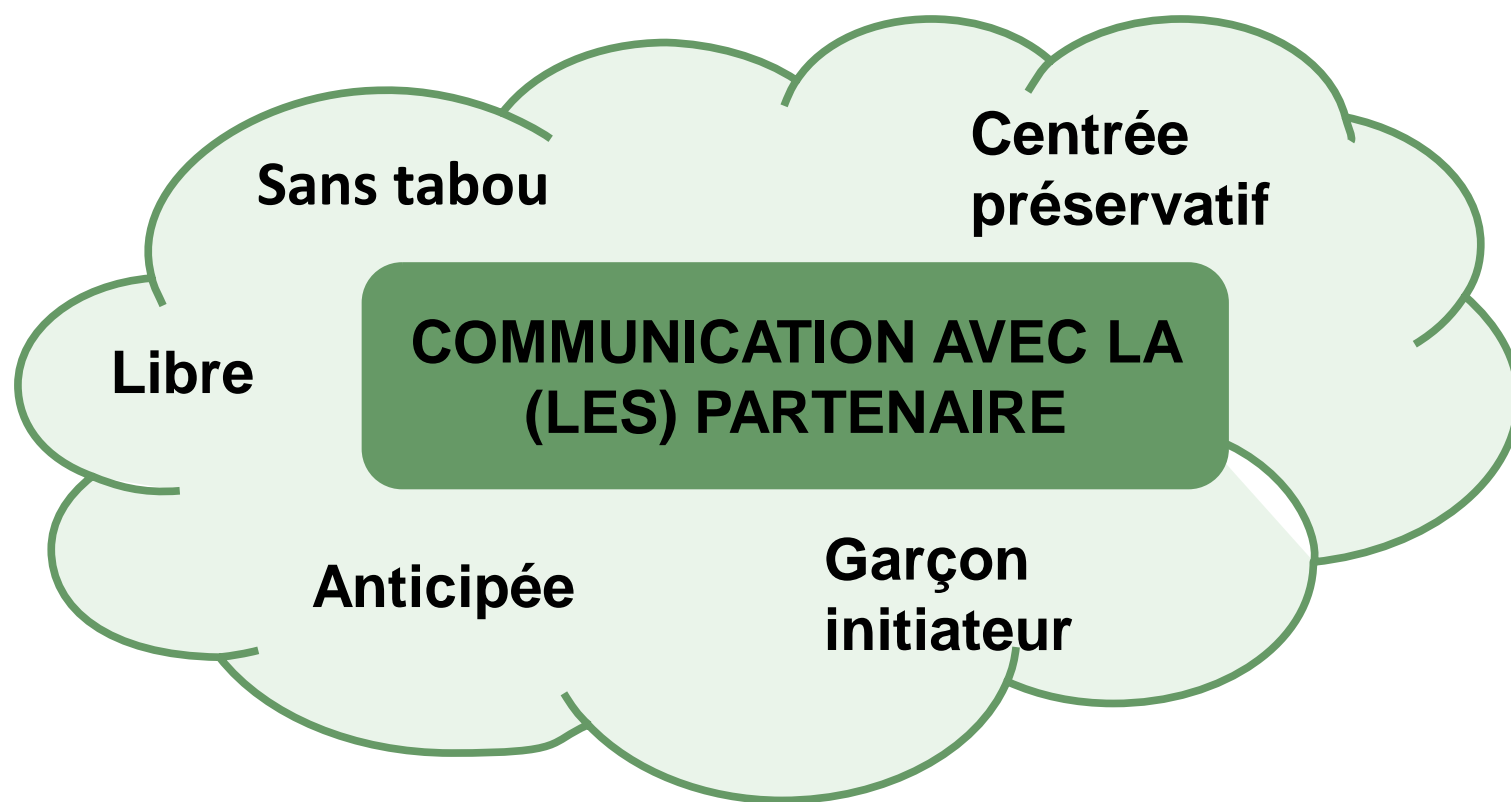 Sans tabou
Centrée
préservatif
Libre
COMMUNICATION AVEC LA
(LES) PARTENAIRE
Anticipée
Garçon
initiateur